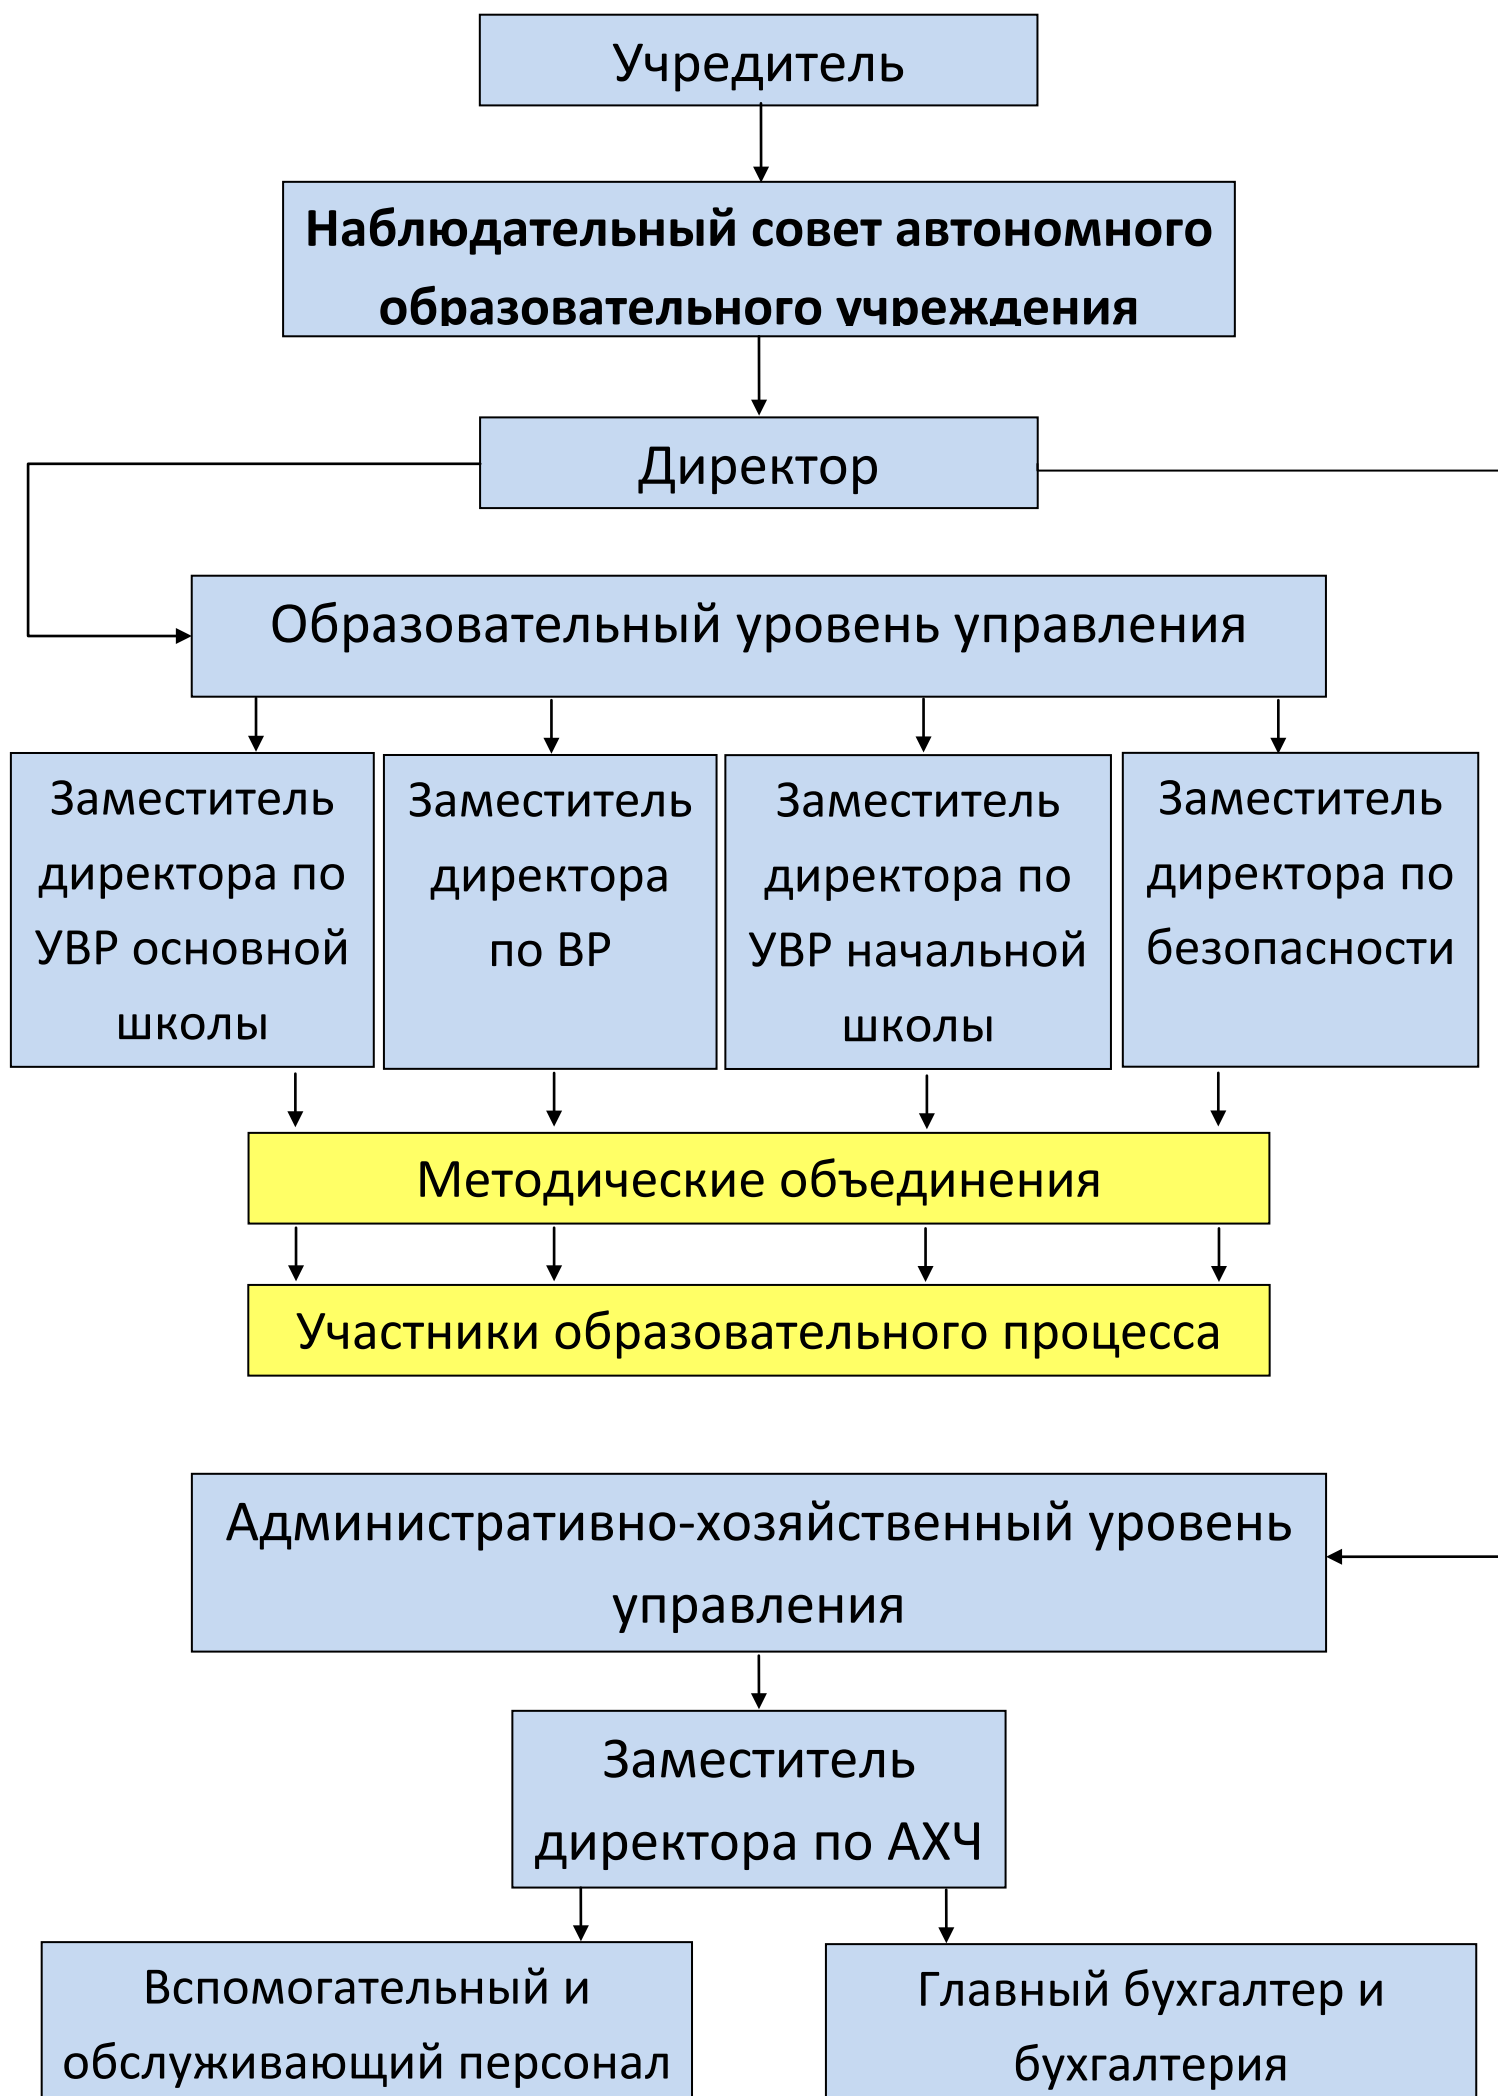 Учредитель
Наблюдательный совет автономного
образовательного учреждения
Директор
Образовательный уровень управления
Заместитель
директора по
УВР основной
школы
Заместитель
директора
по ВР
Заместитель
директора по
УВР начальной
школы
Заместитель
директора по
безопасности
Методические объединения
Участники образовательного процесса
Административно-хозяйственный уровень
управления
Заместитель
директора по АХЧ
Вспомогательный и
обслуживающий персонал
Главный бухгалтер и
бухгалтерия